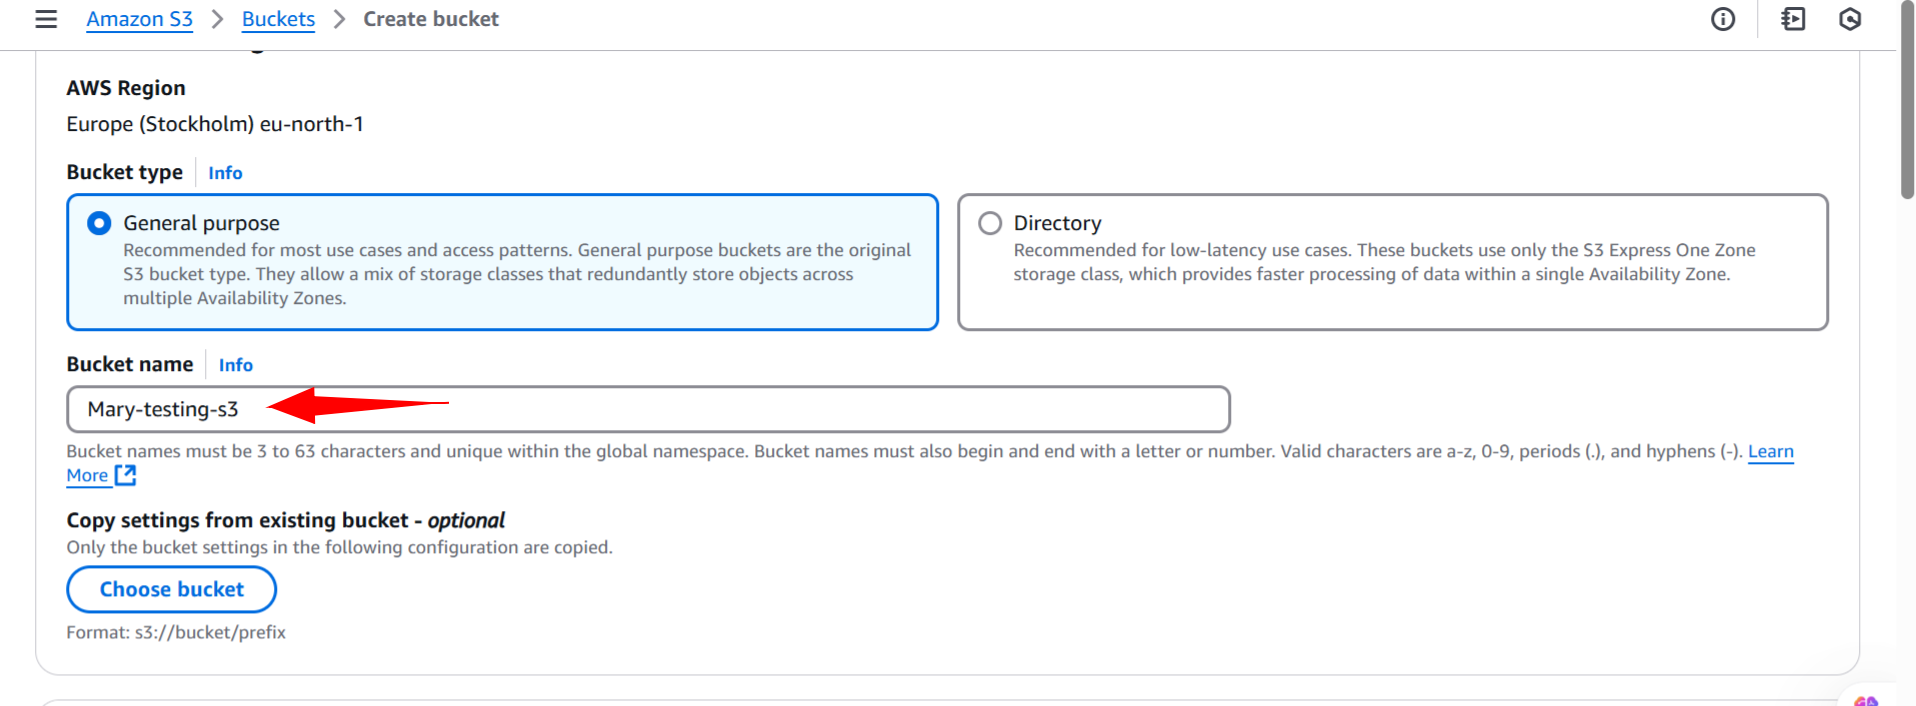 Amazon S3 > Buckets > Create bucket
AWS Region
Europe (Stockholm) eu-north-1
Bucket type Info
General purpose
Recommended for most use cases and access patterns. General purpose buckets are the original
S3 bucket type. They allow a mix of storage classes that redundantly store objects across
multiple Availability Zones.
Directory
Recommended for low-latency use cases. These buckets use only the S3 Express One Zone
storage class, which provides faster processing of data within a single Availability Zone.
Bucket name Info
Mary-testing-s3
Bucket names must be 3 to 63 characters and unique within the global namespace. Bucket names must also begin and end with a letter or number. Valid characters are a-z, 0-9, periods (.), and hyphens (-). Learn
More
Copy settings from existing bucket - optional
Only the bucket settings in the following configuration are copied.
Choose bucket
Format: s3://bucket/prefix